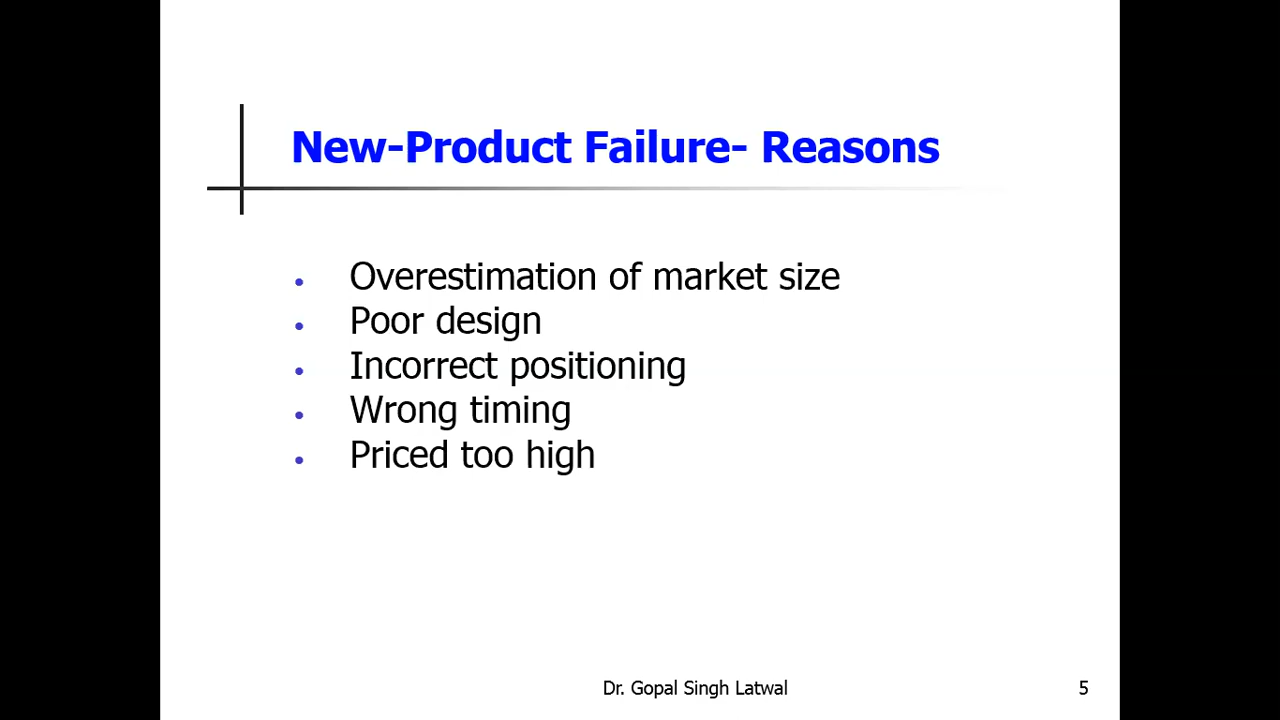 New-Product Failure- Reasons
• Overestimation of market size
• Poor design
• Incorrect positioning
• Wrong timing
• Priced too high
Dr. Gopal Singh Latwal
5